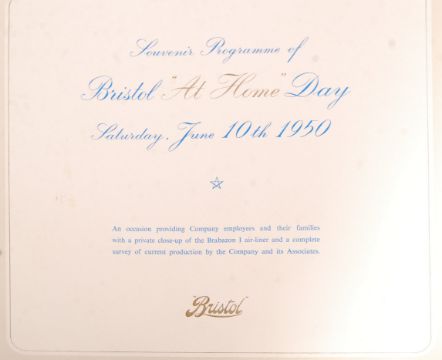 Souvenir Programme of
Bristol "At Home" Day
Saturday, June 10th 1950
An occasion providing Company employees and their families
with a private close-up of the Brabazon I air-liner and a complete
survey of current production by the Company and its Associates.
Bristol